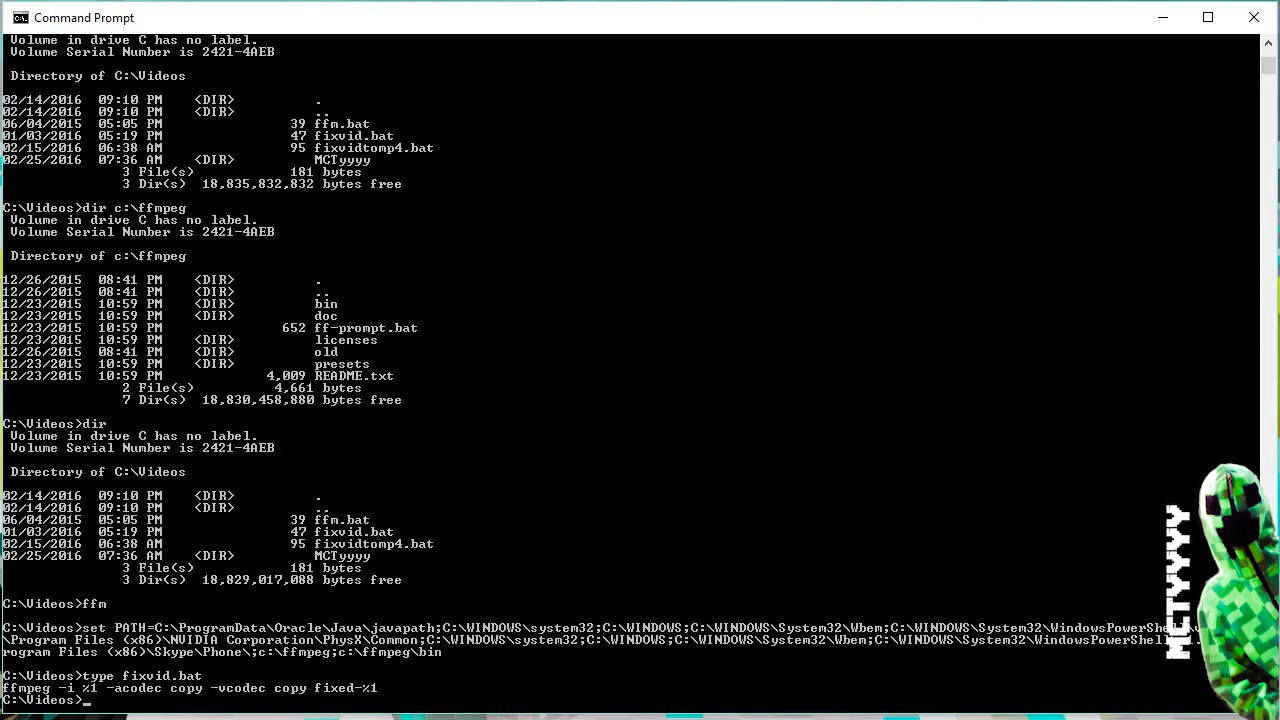 Command Prompt
Volume in drive C has no label.
Volume Serial Number is 2421-4AEB
Directory of C:\Videos
02/14/2016  09:10 PM    <DIR>          .
02/14/2016  09:10 PM    <DIR>          ..
06/04/2015  05:05 PM                39 ffm.bat
01/03/2016  05:19 PM                47 fixvid.bat
02/15/2016  06:38 AM                95 fixvidtomp4.bat
02/25/2016  07:36 AM    <DIR>          MCTyyyy
3 File(s)            181 bytes
3 Dir(s)  18,835,832,832 bytes free
C:\Videos>dir c:\ffmpeg
Volume in drive C has no label.
Volume Serial Number is 2421-4AEB
Directory of c:\ffmpeg
12/26/2015  08:41 PM    <DIR>          .
12/26/2015  08:41 PM    <DIR>          ..
12/23/2015  10:59 PM    <DIR>          bin
12/23/2015  10:59 PM    <DIR>          doc
12/23/2015  10:59 PM               652 ff-prompt.bat
12/23/2015  10:59 PM    <DIR>          licenses
12/26/2015  08:41 PM    <DIR>          old
12/23/2015  10:59 PM    <DIR>          presets
12/23/2015  10:59 PM             4,009 README.txt
2 File(s)          4,661 bytes
7 Dir(s)  18,830,458,880 bytes free
C:\Videos>dir
Volume in drive C has no label.
Volume Serial Number is 2421-4AEB
Directory of C:\Videos
02/14/2016  09:10 PM    <DIR>          .
02/14/2016  09:10 PM    <DIR>          ..
06/04/2015  05:05 PM                39 ffm.bat
01/03/2016  05:19 PM                47 fixvid.bat
02/15/2016  06:38 AM                95 fixvidtomp4.bat
02/25/2016  07:36 AM    <DIR>          MCTyyyy
3 File(s)            181 bytes
3 Dir(s)  18,829,017,088 bytes free
C:\Videos>ffm
C:\Videos>set PATH=C:\ProgramData\Oracle\Java\javapath;C:\WINDOWS\system32;C:\WINDOWS;C:\WINDOWS\System32\Wbem;C:\WINDOWS\System32\WindowsPowerShell
\Program Files (x86)\NVIDIA Corporation\PhysX\Common;C:\WINDOWS\system32;C:\WINDOWS;C:\WINDOWS\System32\Wbem;C:\WINDOWS\System32\WindowsPowerShell
rogram Files (x86)\Skype\Phone\;c:\ffmpeg;c:\ffmpeg\bin
C:\Videos>type fixvid.bat
ffmpeg -i %1 -acodec copy -vcodec copy fixed-%1
C:\Videos>_
MCTYYYY